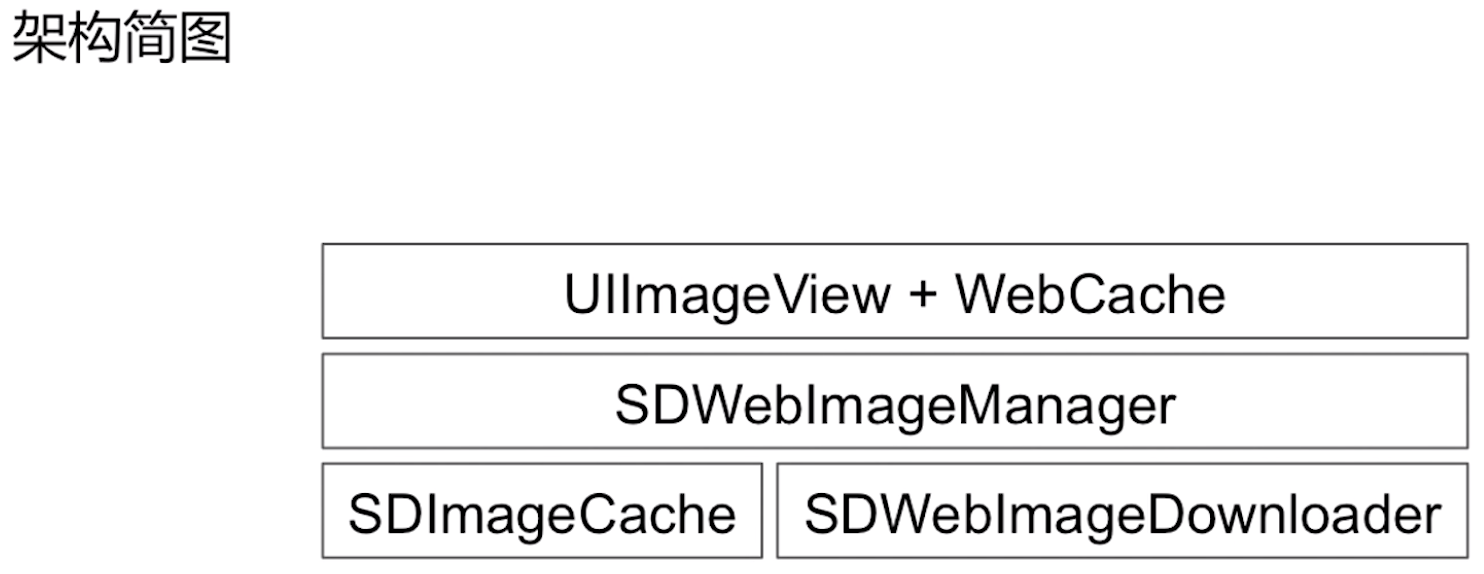 架构简图
UIImageView + WebCache
SDWebImageManager
SDImageCache
SDWebImageDownloader